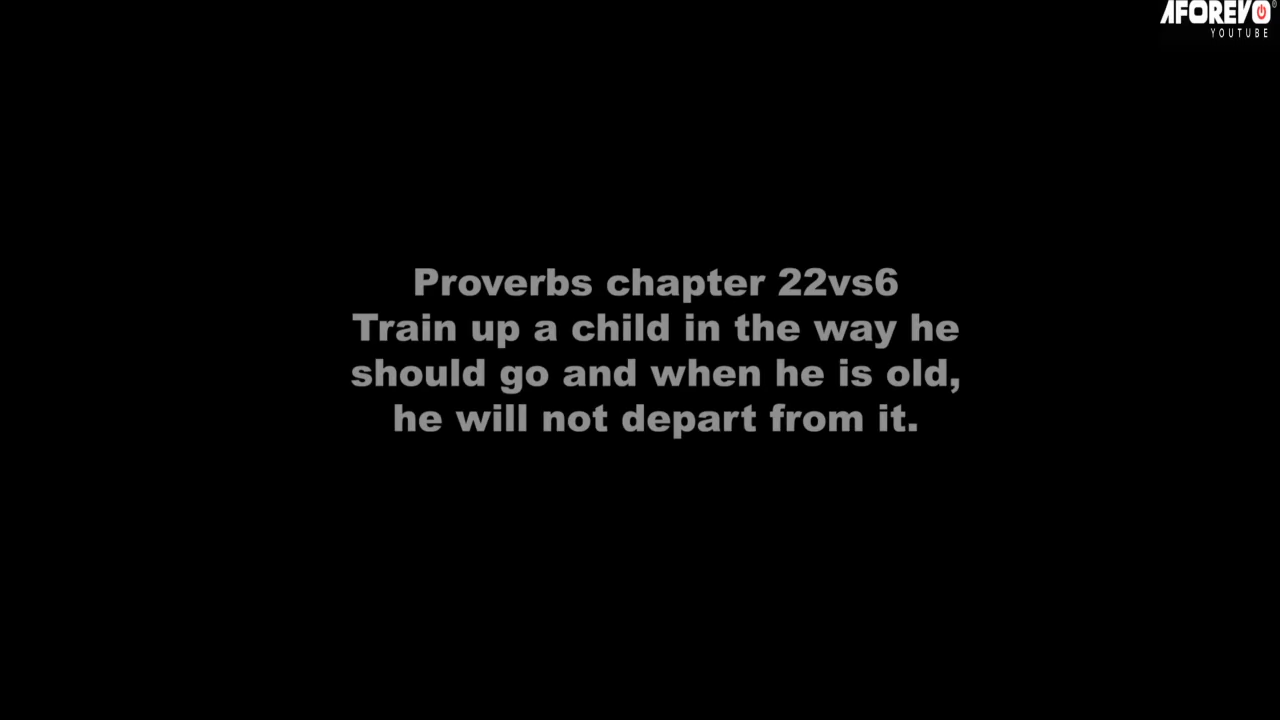 AFOREVO
YOUTUBE
Proverbs chapter 22vs6
Train up a child in the way he
should go and when he is old,
he will not depart from it.